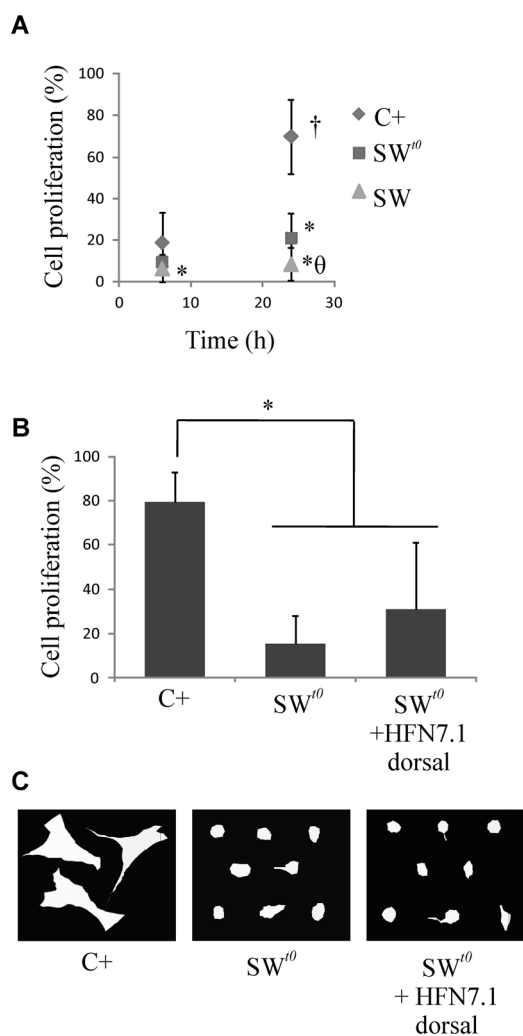 A
Cell proliferation (%)
100
80
60
40
20
0
0
10
20
30
Time (h)
†
*
*
*θ
C+
SWt0
SW
B
*
Cell proliferation (%)
100
80
60
40
20
0
C+
SWt0
SWt0
+HFN7.1
dorsal
C
C+
SWt0
SWt0
+ HFN7.1
dorsal